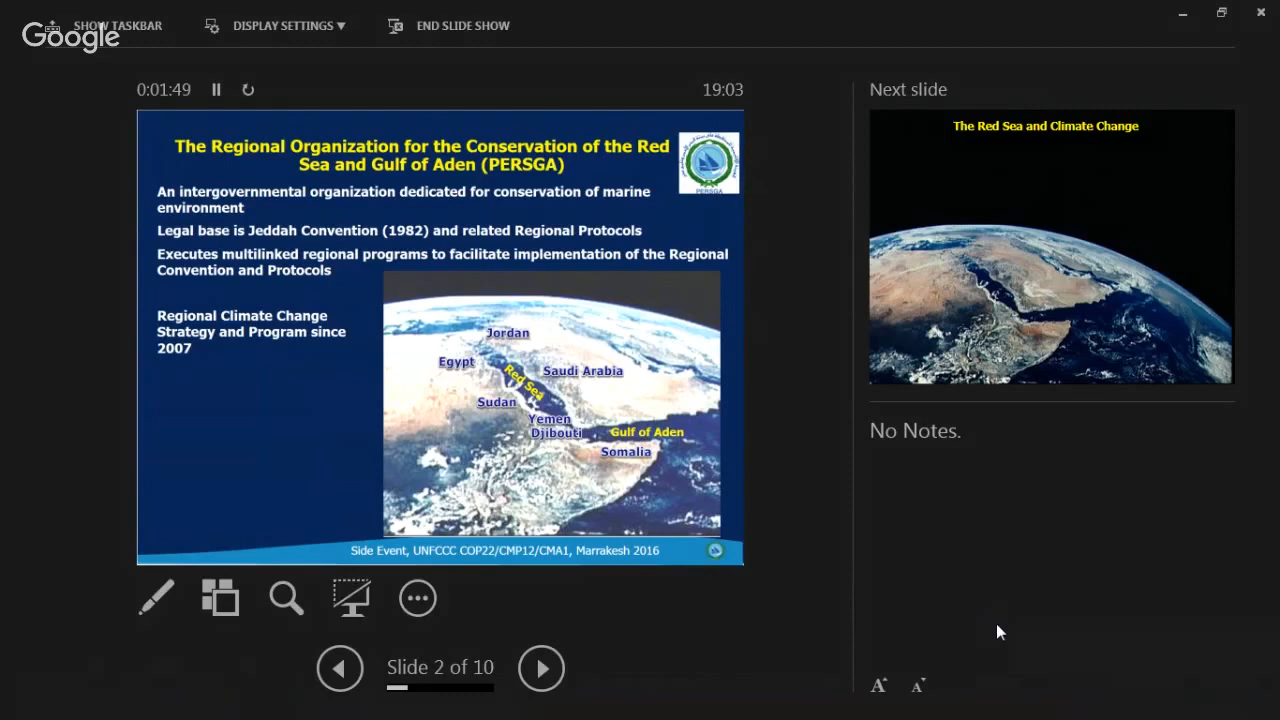 Google
SHOW TASKBAR
DISPLAY SETTINGS ▼
END SLIDE SHOW
0:01:49
19:03
The Regional Organization for the Conservation of the Red
Sea and Gulf of Aden (PERSGA)
PERSGA
An intergovernmental organization dedicated for conservation of marine
environment
Legal base is Jeddah Convention (1982) and related Regional Protocols
Executes multilinked regional programs to facilitate implementation of the Regional
Convention and Protocols
Regional Climate Change
Strategy and Program since
2007
Jordan
Egypt
Red Sea
Saudi Arabia
Sudan
Yemen
Djibouti
Gulf of Aden
Somalia
Side Event, UNFCCC COP22/CMP12/CMA1, Marrakesh 2016
Slide 2 of 10
Next slide
The Red Sea and Climate Change
No Notes.
A A